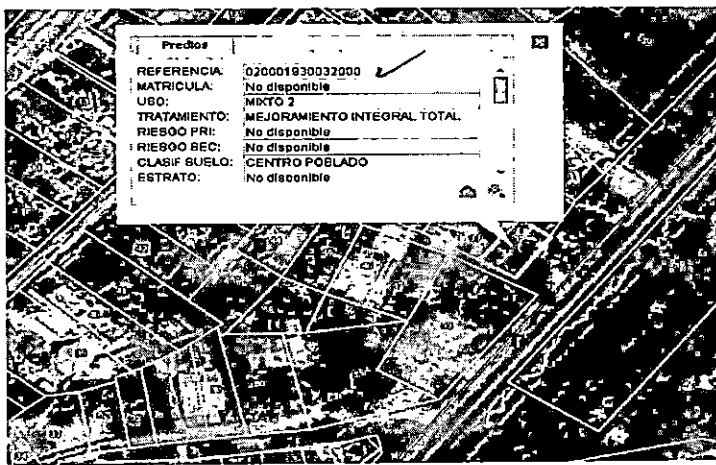 Predios
REFERENCIA: 020001930032000
MATRICULA: No disponible
USO: MIXTO 2
TRATAMIENTO: MEJORAMIENTO INTEGRAL TOTAL
RIESGO PRI: No disponible
RIESGO SEC: No disponible
CLASIF SUELO: CENTRO POBLADO
ESTRATO: No disponible